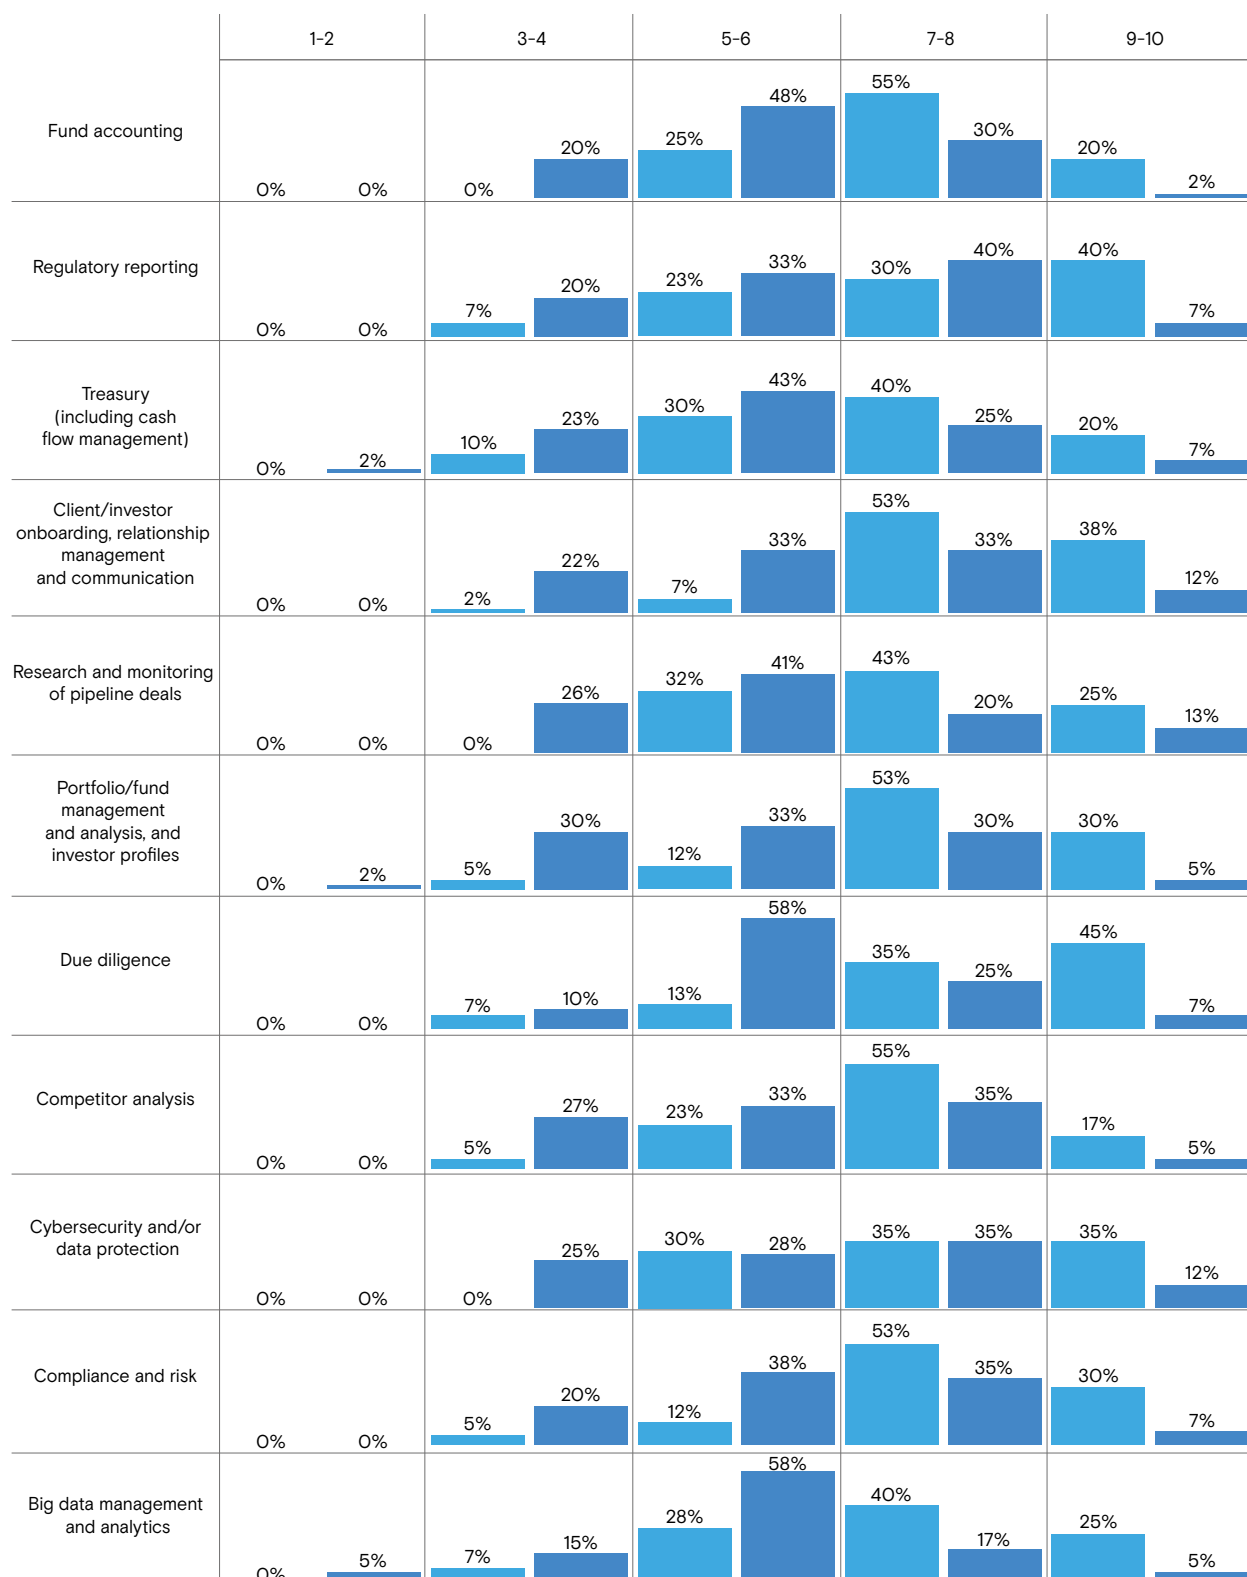 1-2 3-4 5-6 7-8 9-10
Fund accounting
0% 0% 0% 20% 25% 48% 55% 30% 20% 2%
Regulatory reporting
0% 0% 7% 20% 23% 33% 30% 40% 40% 7%
Treasury
(including cash
flow management)
0% 2% 10% 23% 30% 43% 40% 25% 20% 7%
Client/investor
onboarding, relationship
management
and communication
0% 0% 2% 22% 7% 33% 53% 33% 38% 12%
Research and monitoring
of pipeline deals
0% 0% 0% 26% 32% 41% 43% 20% 25% 13%
Portfolio/fund
management
and analysis, and
investor profiles
0% 2% 5% 30% 12% 33% 53% 30% 30% 5%
Due diligence
0% 0% 7% 10% 13% 58% 35% 25% 45% 7%
Competitor analysis
0% 0% 5% 27% 23% 33% 55% 35% 17% 5%
Cybersecurity and/or
data protection
0% 0% 0% 25% 30% 28% 35% 35% 35% 12%
Compliance and risk
0% 0% 5% 20% 12% 38% 53% 35% 30% 7%
Big data management
and analytics
0% 5% 7% 15% 28% 58% 40% 17% 25% 5%